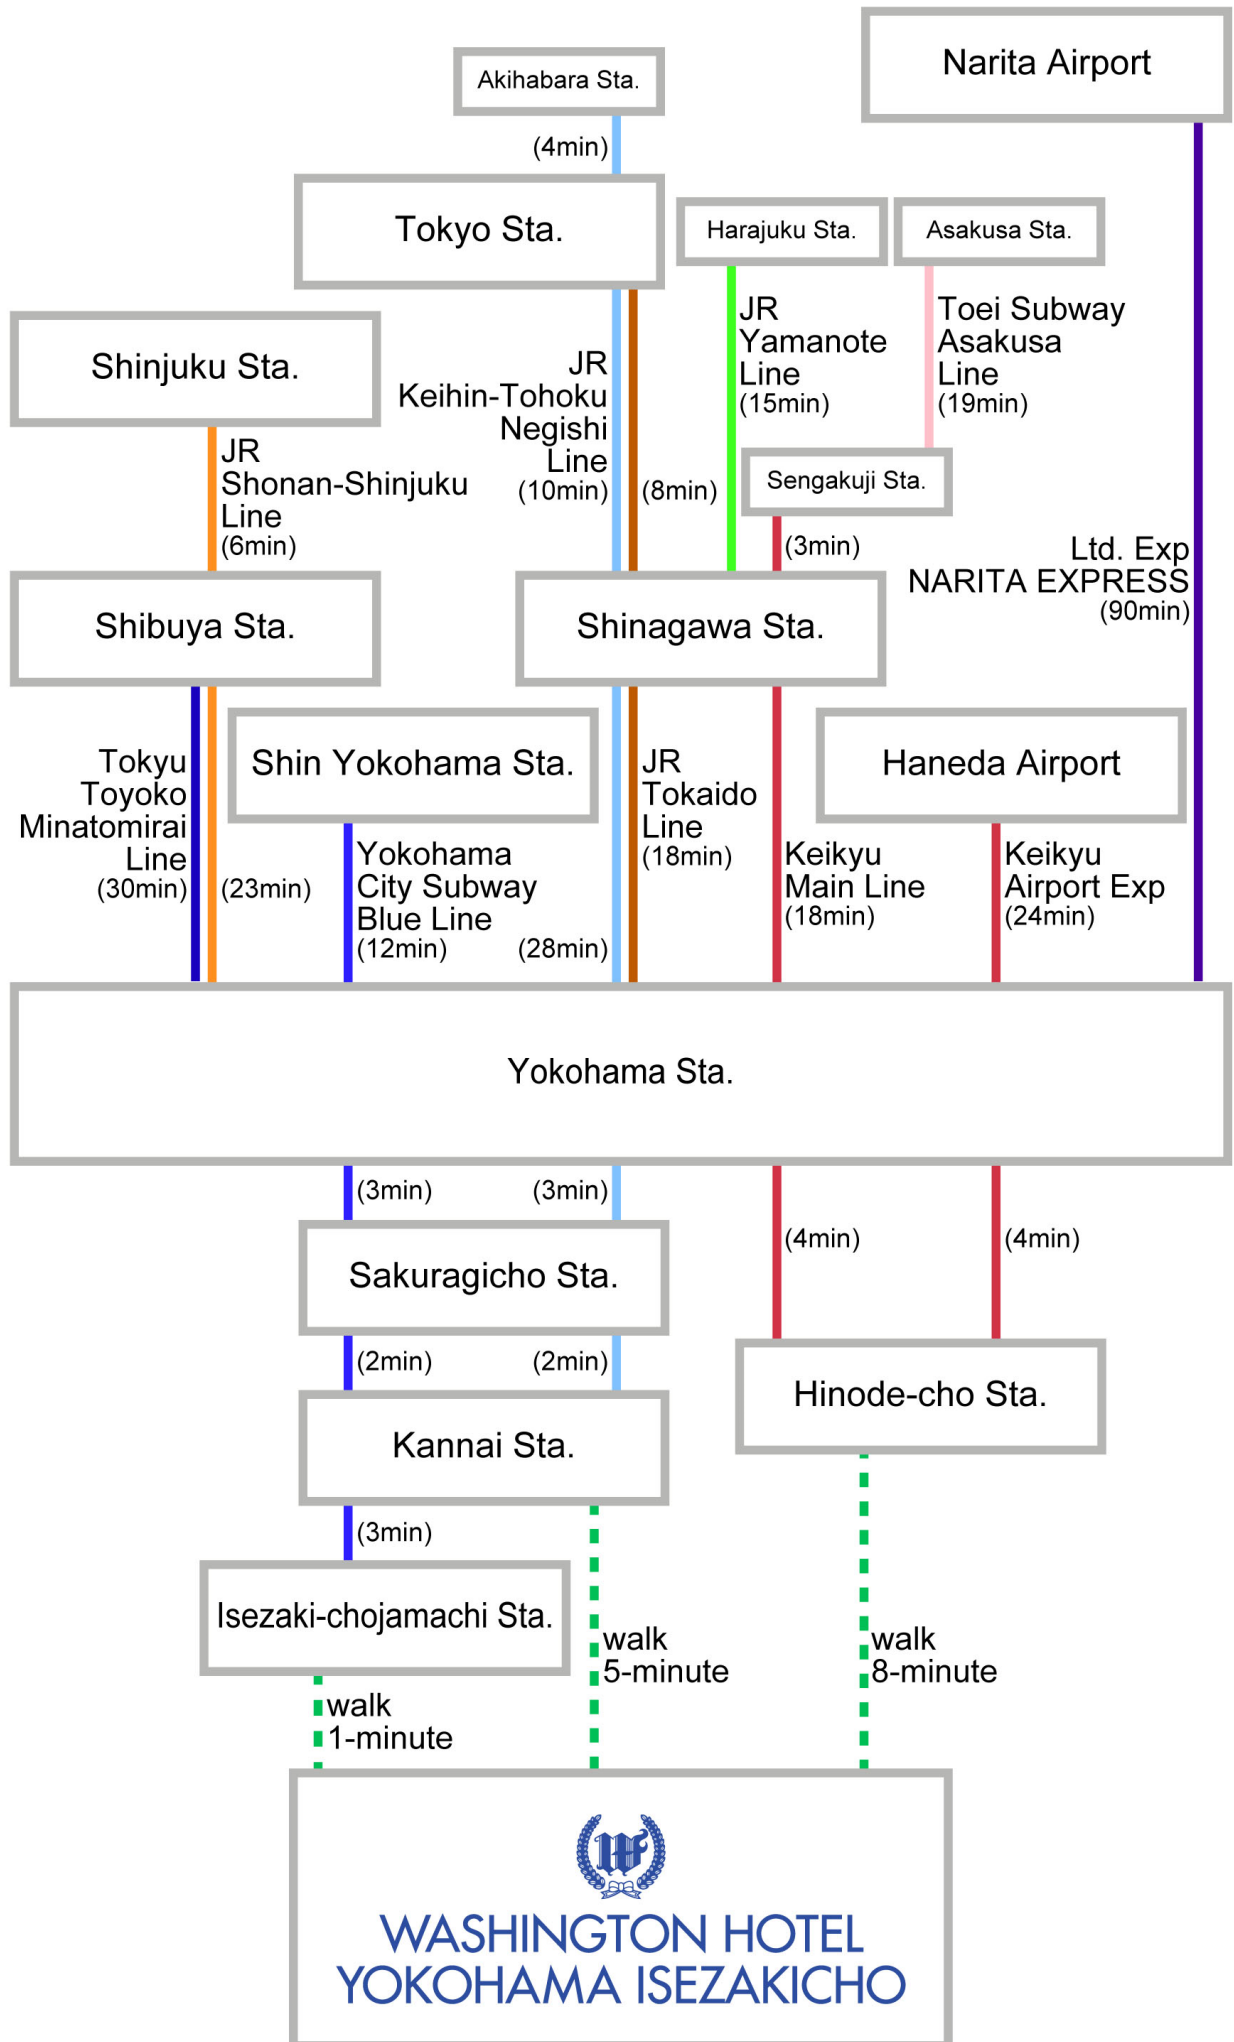 Narita Airport
Akihabara Sta.
(4min)
Tokyo Sta.
Harajuku Sta.
Asakusa Sta.
Shinjuku Sta.
JR
Keihin-Tohoku
Negishi
Line
(10min)
(8min)
JR
Yamanote
Line
(15min)
Toei Subway
Asakusa
Line
(19min)
JR
Shonan-Shinjuku
Line
(6min)
Sengakuji Sta.
(3min)
Ltd. Exp
NARITA EXPRESS
(90min)
Shibuya Sta.
Shinagawa Sta.
Tokyu
Toyoko
Minatomirai
Line
(30min)
(23min)
Shin Yokohama Sta.
Yokohama
City Subway
Blue Line
(12min)
(28min)
JR
Tokaido
Line
(18min)
Keikyu
Main Line
(18min)
Haneda Airport
Keikyu
Airport Exp
(24min)
Yokohama Sta.
(3min)
(3min)
(4min)
(4min)
Sakuragicho Sta.
(2min)
(2min)
Hinode-cho Sta.
Kannai Sta.
(3min)
Isezaki-chojamachi Sta.
walk
1-minute
walk
5-minute
walk
8-minute
WASHINGTON HOTEL
YOKOHAMA ISEZAKICHO